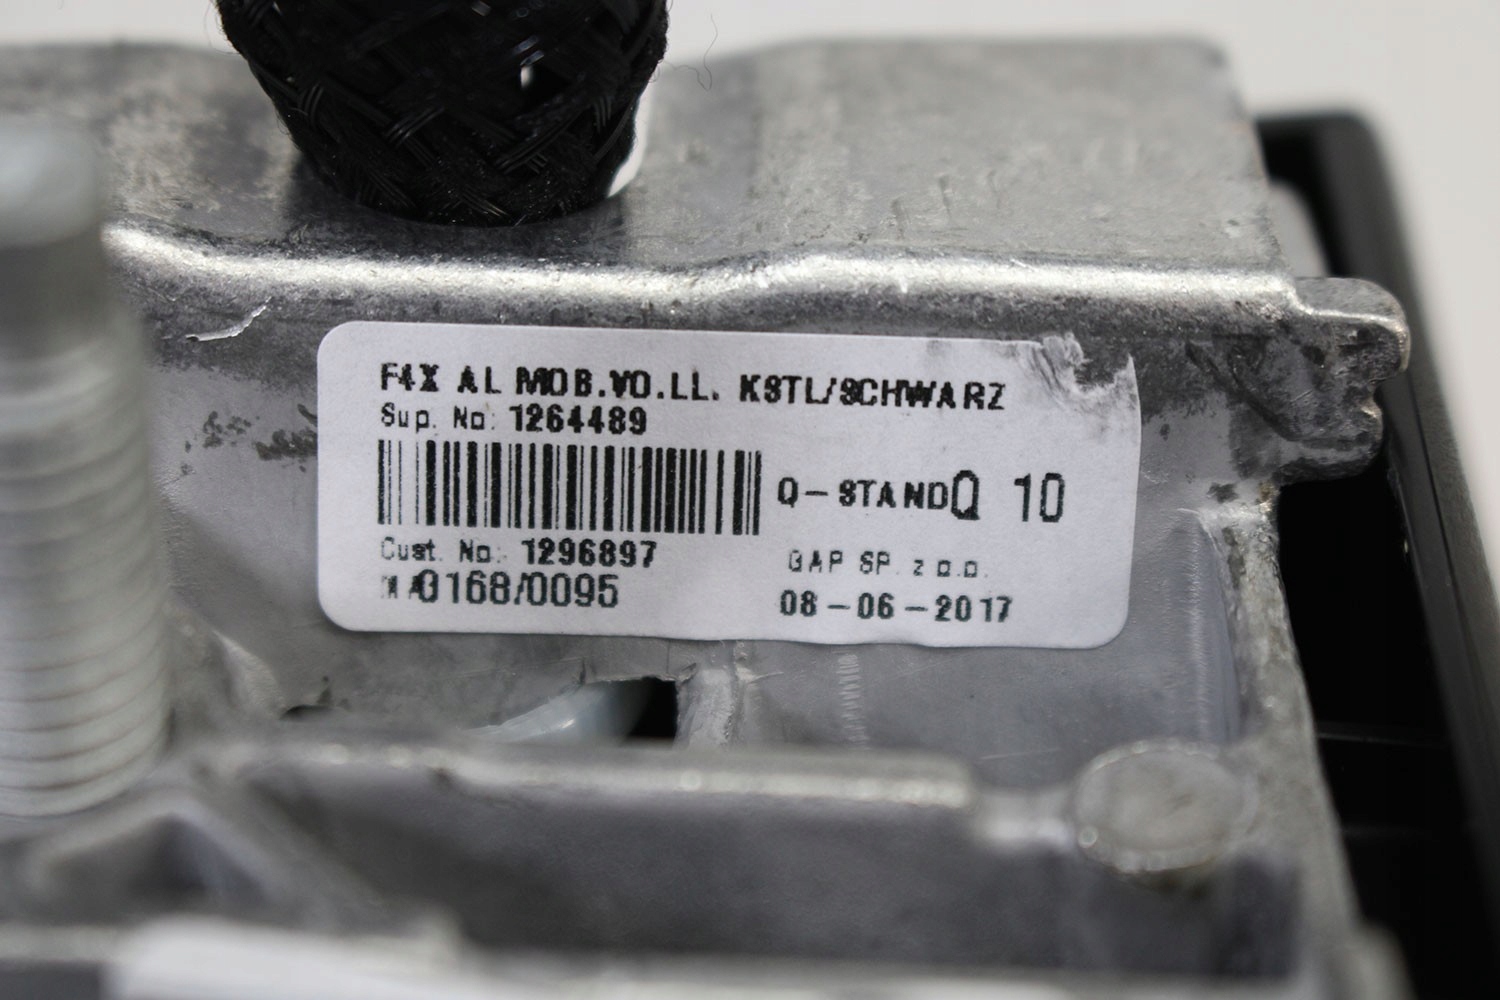 F4X AL MOB.VO.LL. KSTL/SCHWARZ
Sup. No: 1264489
Q-STAND Q 10
Cust. No: 1296897
0168/0095
GAP SP. z o.o.
08-06-2017